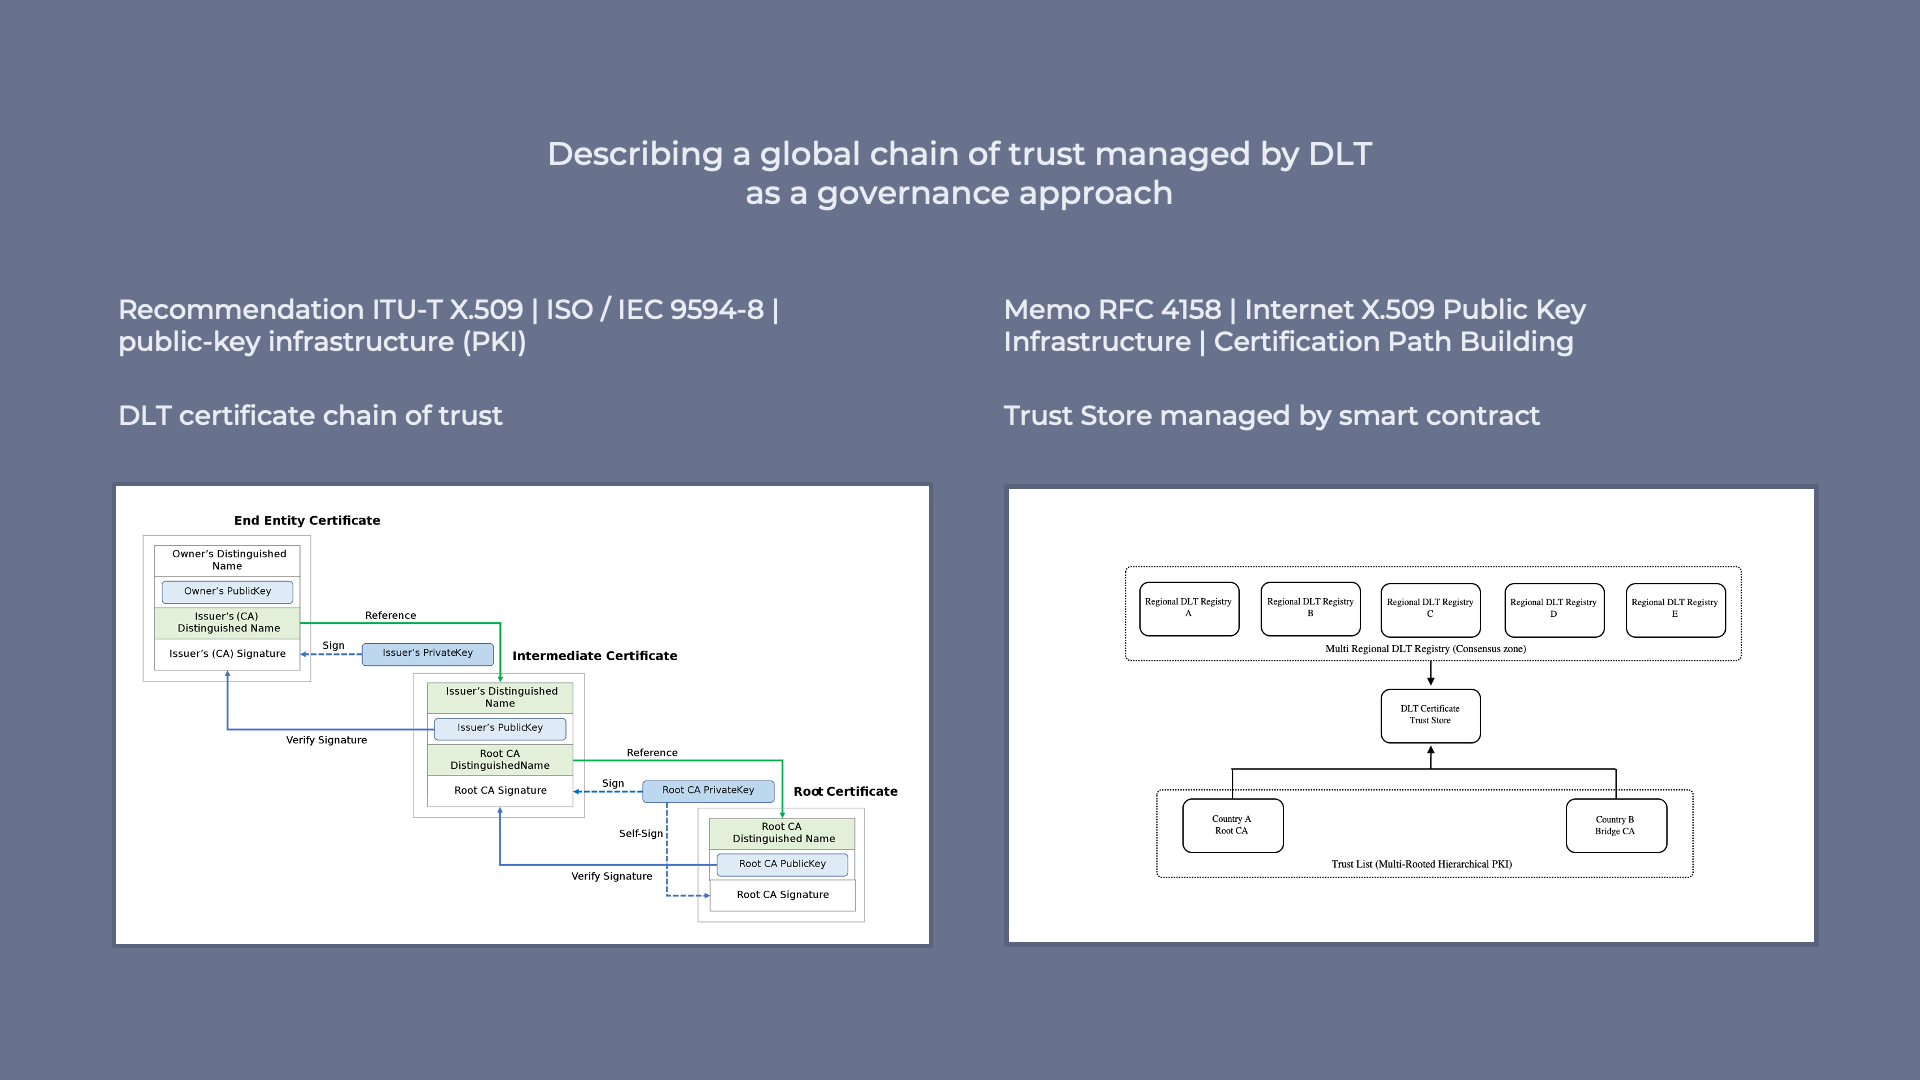 Describing a global chain of trust managed by DLT
as a governance approach
Recommendation ITU-T X.509 | ISO / IEC 9594-8 |
public-key infrastructure (PKI)
DLT certificate chain of trust
Memo RFC 4158 | Internet X.509 Public Key
Infrastructure | Certification Path Building
Trust Store managed by smart contract
End Entity Certificate
Owner's Distinguished
Name
Owner's PublicKey
Issuer's (CA)
Distinguished Name
Issuer's (CA) Signature
Reference
Sign
Issuer's PrivateKey
Verify Signature
Intermediate Certificate
Issuer's Distinguished
Name
Issuer's PublicKey
Root CA
DistinguishedName
Root CA Signature
Reference
Sign
Root CA PrivateKey
Self-Sign
Verify Signature
Root Certificate
Root CA
Distinguished Name
Root CA PublicKey
Root CA Signature
Regional DLT Registry
A
Regional DLT Registry
B
Regional DLT Registry
C
Regional DLT Registry
D
Regional DLT Registry
E
Multi Regional DLT Registry (Consensus zone)
DLT Certificate
Trust Store
Country A
Root CA
Country B
Bridge CA
Trust List (Multi-Rooted Hierarchical PKI)